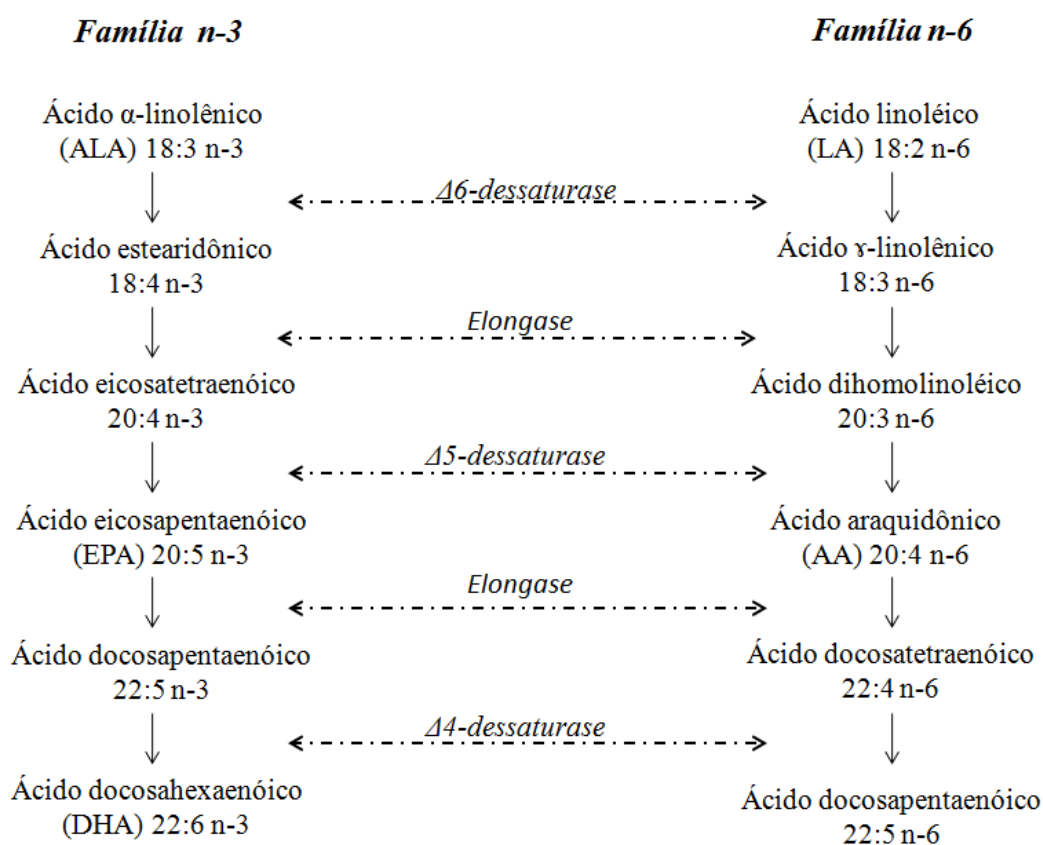 Família n-3
Família n-6
Ácido α-linolênico
(ALA) 18:3 n-3
Ácido linoléico
(LA) 18:2 n-6
Δ6-dessaturase
Ácido estearidônico
18:4 n-3
Ácido ɤ-linolênico
18:3 n-6
Elongase
Ácido eicosatetraenóico
20:4 n-3
Ácido dihomolinoléico
20:3 n-6
Δ5-dessaturase
Ácido eicosapentaenóico
(EPA) 20:5 n-3
Ácido araquidônico
(AA) 20:4 n-6
Elongase
Ácido docosapentaenóico
22:5 n-3
Ácido docosatetraenóico
22:4 n-6
Δ4-dessaturase
Ácido docosahexaenóico
(DHA) 22:6 n-3
Ácido docosapentaenóico
22:5 n-6